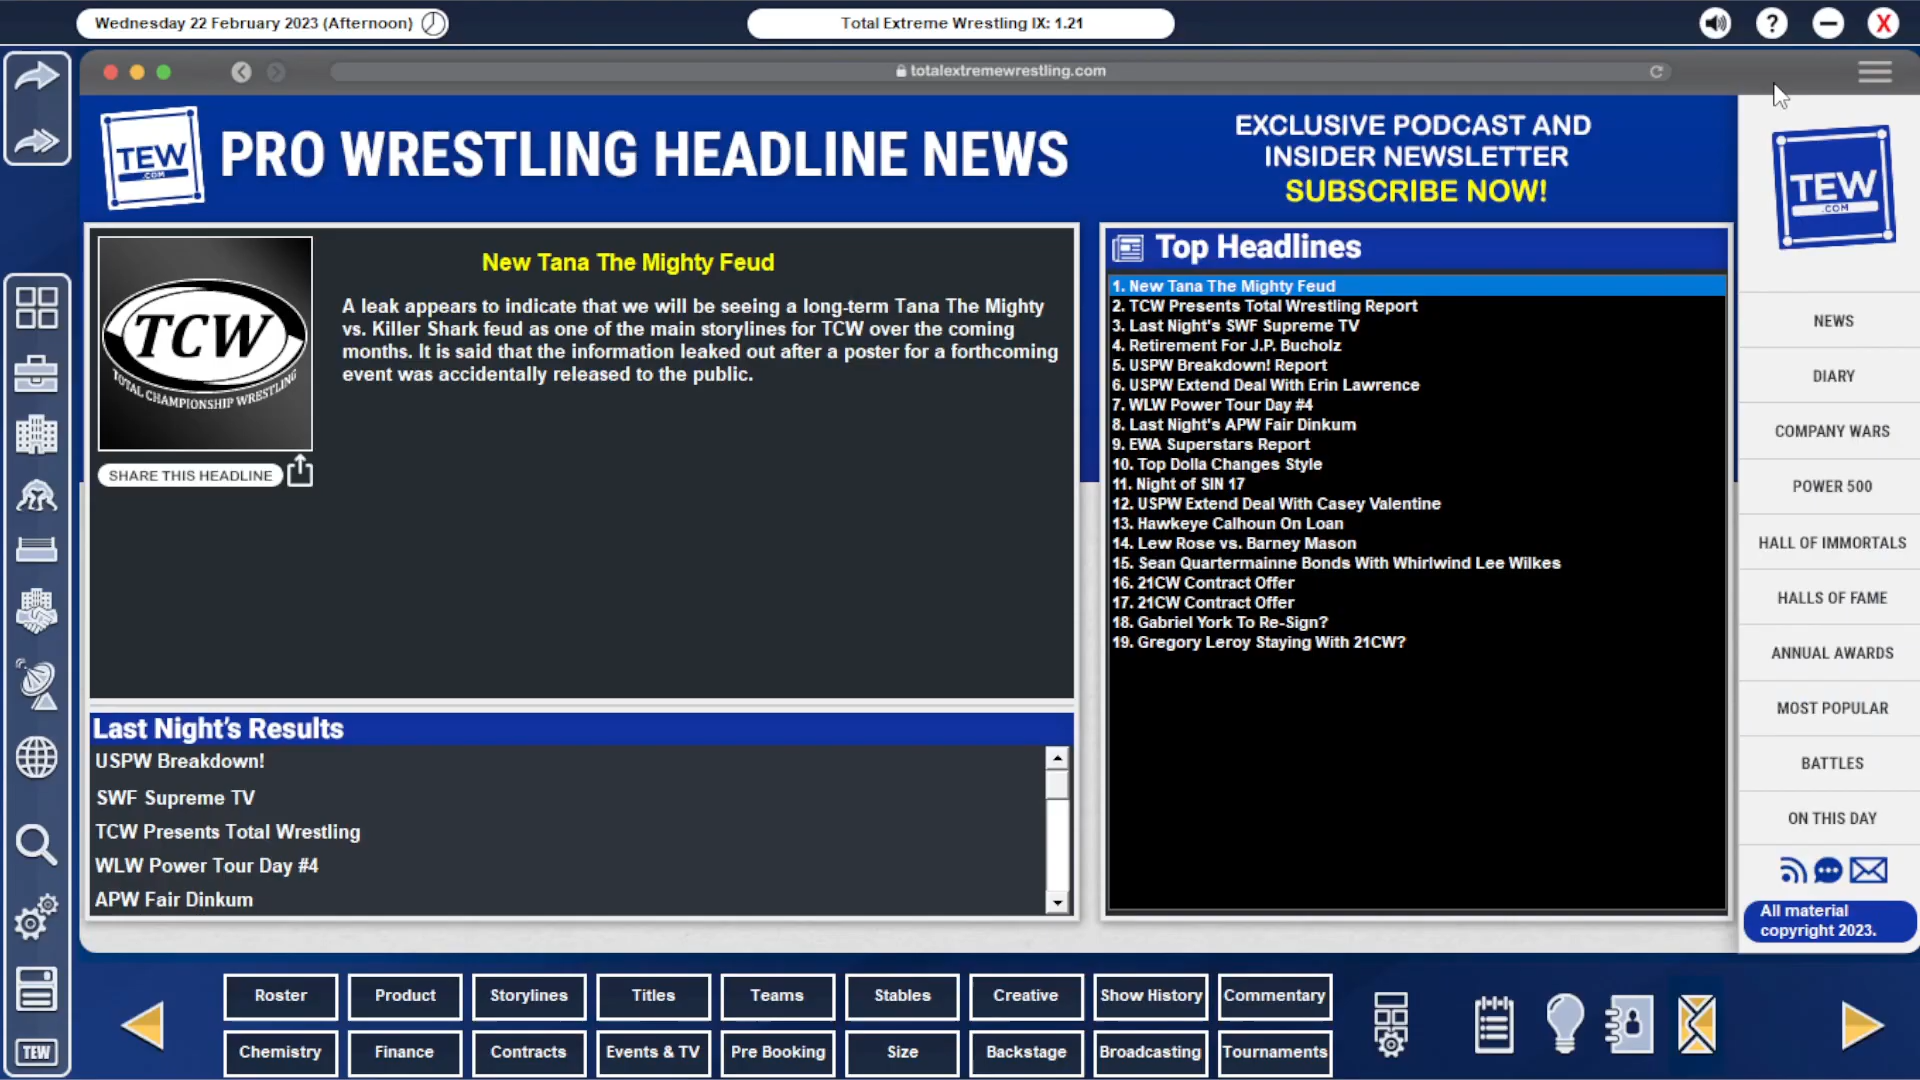 Wednesday 22 February 2023 (Afternoon)
Total Extreme Wrestling IX: 1.21
?
X
totalextremewrestling.com
TEW
.COM
PRO WRESTLING HEADLINE NEWS
EXCLUSIVE PODCAST AND
INSIDER NEWSLETTER
SUBSCRIBE NOW!
TEW
.COM
TCW
TOTAL CHAMPIONSHIP WRESTLING
SHARE THIS HEADLINE
New Tana The Mighty Feud
A leak appears to indicate that we will be seeing a long-term Tana The Mighty
vs. Killer Shark feud as one of the main storylines for TCW over the coming
months. It is said that the information leaked out after a poster for a forthcoming
event was accidentally released to the public.
Last Night's Results
USPW Breakdown!
SWF Supreme TV
TCW Presents Total Wrestling
WLW Power Tour Day #4
APW Fair Dinkum
Top Headlines
1. New Tana The Mighty Feud
2. TCW Presents Total Wrestling Report
3. Last Night's SWF Supreme TV
4. Retirement For J.P. Bucholz
5. USPW Breakdown! Report
6. USPW Extend Deal With Erin Lawrence
7. WLW Power Tour Day #4
8. Last Night's APW Fair Dinkum
9. EWA Superstars Report
10. Top Dolla Changes Style
11. Night of SIN 17
12. USPW Extend Deal With Casey Valentine
13. Hawkeye Calhoun On Loan
14. Lew Rose vs. Barney Mason
15. Sean Quartermainne Bonds With Whirlwind Lee Wilkes
16. 21CW Contract Offer
17. 21CW Contract Offer
18. Gabriel York To Re-Sign?
19. Gregory Leroy Staying With 21CW?
NEWS
DIARY
COMPANY WARS
POWER 500
HALL OF IMMORTALS
HALLS OF FAME
ANNUAL AWARDS
MOST POPULAR
BATTLES
ON THIS DAY
All material
copyright 2023.
TEW
Roster
Product
Storylines
Titles
Teams
Stables
Creative
Show History
Commentary
Chemistry
Finance
Contracts
Events & TV
Pre Booking
Size
Backstage
Broadcasting
Tournaments